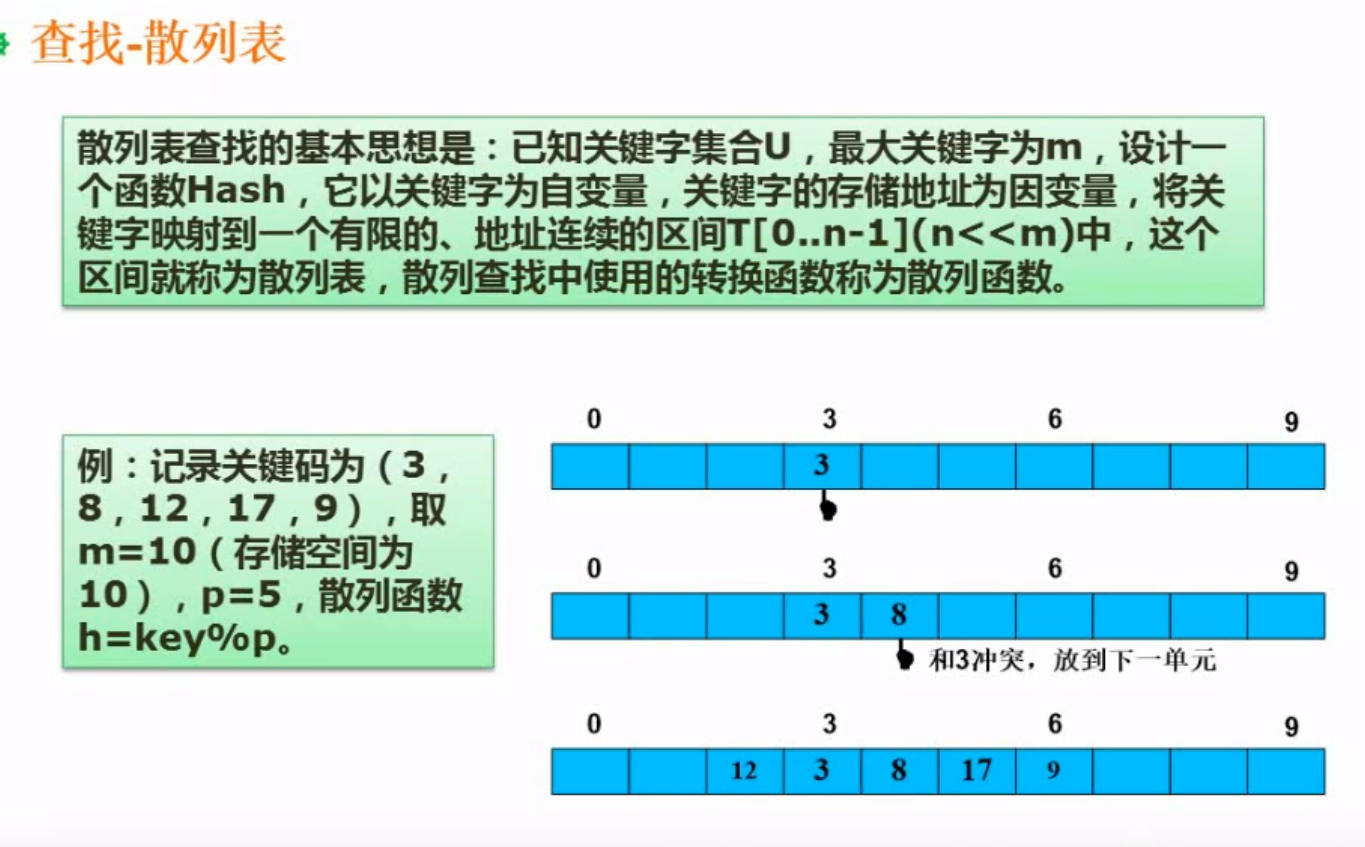 查找-散列表
散列表查找的基本思想是：已知关键字集合U，最大关键字为m，设计一
个函数Hash，它以关键字为自变量，关键字的存储地址为因变量，将关
键字映射到一个有限的、地址连续的区间T[0..n-1](n<<m)中，这个
区间就称为散列表，散列查找中使用的转换函数称为散列函数。
例：记录关键码为（3，
8，12，17，9），取
m=10（存储空间为
10），p=5，散列函数
h=key%p。
0 3 6 9
3
0 3 6 9
3 8
和3冲突，放到下一单元
0 3 6 9
12 3 8 17 9